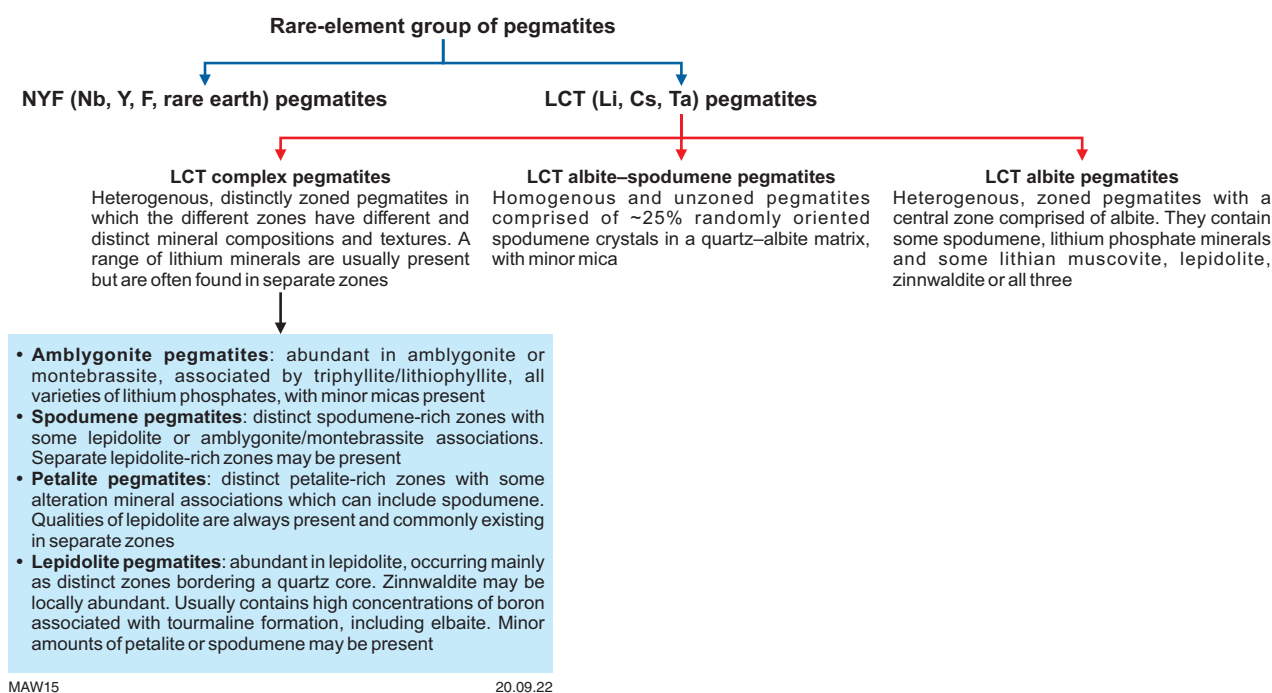 Rare-element group of pegmatites
NYF (Nb, Y, F, rare earth) pegmatites
LCT (Li, Cs, Ta) pegmatites
LCT complex pegmatites
Heterogenous, distinctly zoned pegmatites in
which the different zones have different and
distinct mineral compositions and textures. A
range of lithium minerals are usually present
but are often found in separate zones
LCT albite–spodumene pegmatites
Homogenous and unzoned pegmatites
comprised of ~25% randomly oriented
spodumene crystals in a quartz–albite matrix,
with minor mica
LCT albite pegmatites
Heterogenous, zoned pegmatites with a
central zone comprised of albite. They contain
some spodumene, lithium phosphate minerals
and some lithian muscovite, lepidolite,
zinnwaldite or all three
• Amblygonite pegmatites: abundant in amblygonite or
montebrassite, associated by triphyllite/lithiophyllite, all
varieties of lithium phosphates, with minor micas present
• Spodumene pegmatites: distinct spodumene-rich zones with
some lepidolite or amblygonite/montebrassite associations.
Separate lepidolite-rich zones may be present
• Petalite pegmatites: distinct petalite-rich zones with some
alteration mineral associations which can include spodumene.
Qualities of lepidolite are always present and commonly existing
in separate zones
• Lepidolite pegmatites: abundant in lepidolite, occurring mainly
as distinct zones bordering a quartz core. Zinnwaldite may be
locally abundant. Usually contains high concentrations of boron
associated with tourmaline formation, including elbaite. Minor
amounts of petalite or spodumene may be present
MAW15
20.09.22